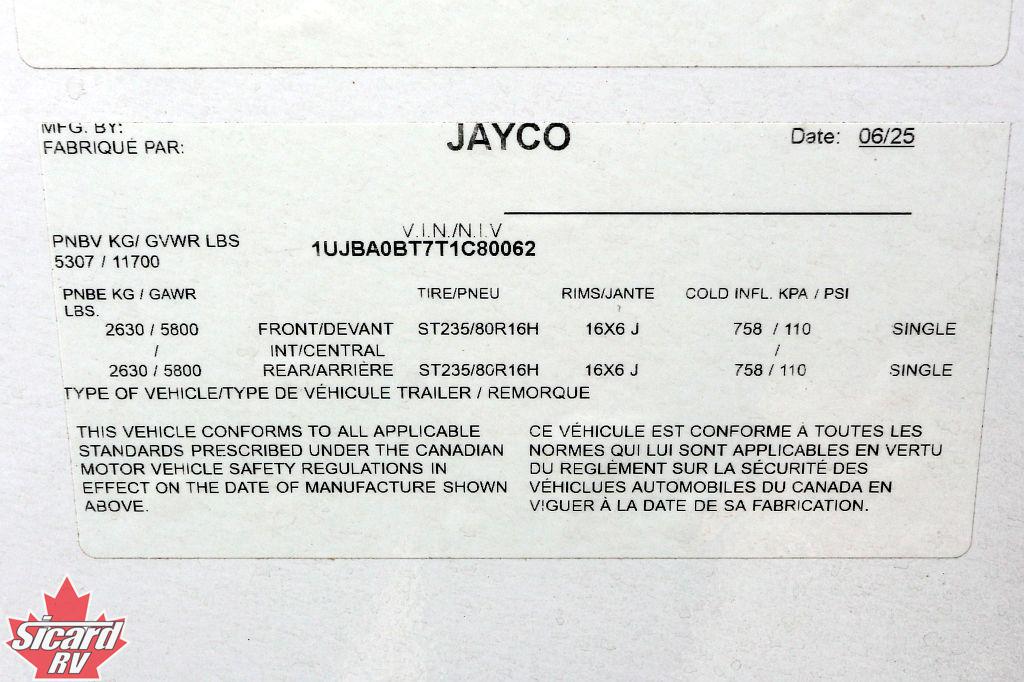 MFG. BY:
FABRIQUÉ PAR:
JAYCO
Date: 06/25
V.I.N./N.I.V
PNBV KG/ GVWR LBS
1UJBA0BT7T1C80062
5307 / 11700
PNBE KG / GAWR TIRE/PNEU RIMS/JANTE COLD INFL. KPA / PSI
LBS.
2630 / 5800 FRONT/DEVANT ST235/80R16H 16X6 J 758 / 110 SINGLE
/ INT/CENTRAL /
2630 / 5800 REAR/ARRIÈRE ST235/80R16H 16X6 J 758 / 110 SINGLE
TYPE OF VEHICLE/TYPE DE VÉHICULE TRAILER / REMORQUE
THIS VEHICLE CONFORMS TO ALL APPLICABLE
STANDARDS PRESCRIBED UNDER THE CANADIAN
MOTOR VEHICLE SAFETY REGULATIONS IN
EFFECT ON THE DATE OF MANUFACTURE SHOWN
ABOVE.
CE VÉHICULE EST CONFORME À TOUTES LES
NORMES QUI LUI SONT APPLICABLES EN VERTU
DU REGLEMENT SUR LA SÉCURITÉ DES
VÉHICLUES AUTOMOBILES DU CANADA EN
VIGUER À LA DATE DE SA FABRICATION.
Sicard
RV